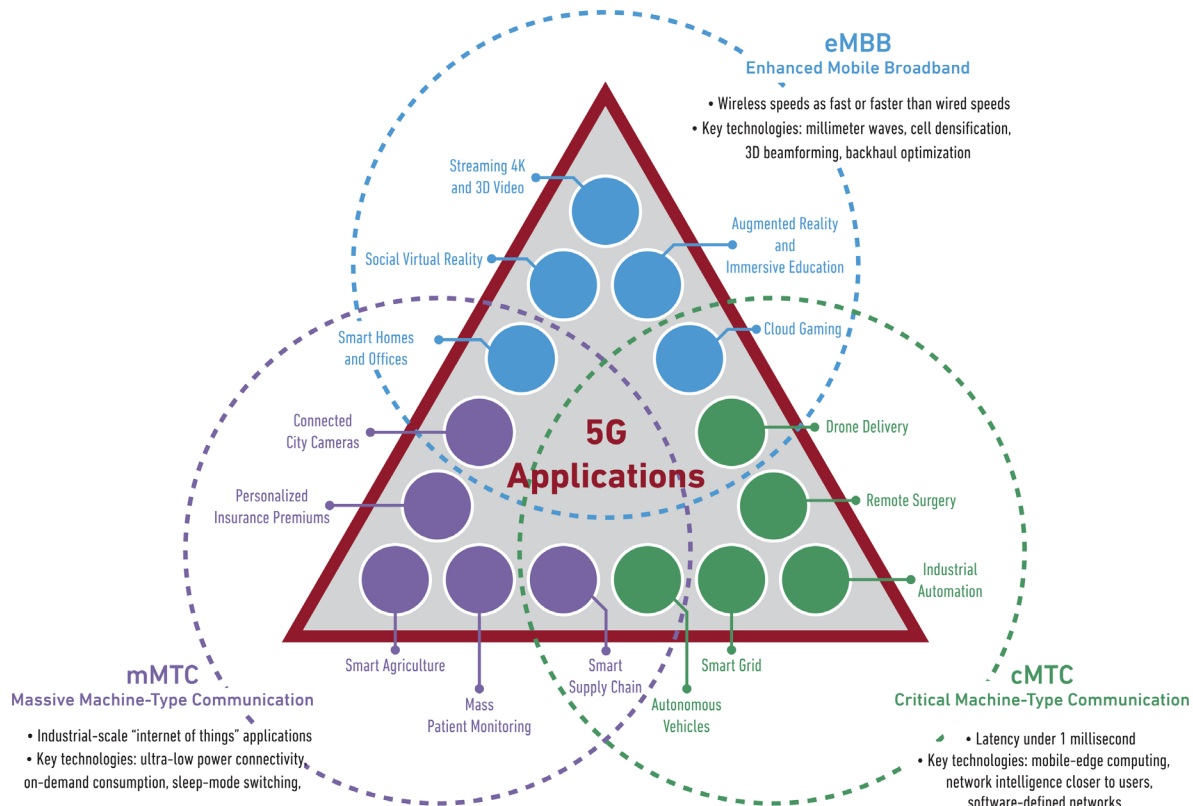 eMBB
Enhanced Mobile Broadband
• Wireless speeds as fast or faster than wired speeds
• Key technologies: millimeter waves, cell densification,
3D beamforming, backhaul optimization
Streaming 4K
and 3D Video
Augmented Reality
and
Immersive Education
Social Virtual Reality
Smart Homes
and Offices
Cloud Gaming
Connected
City Cameras
5G
Applications
Drone Delivery
Personalized
Insurance Premiums
Remote Surgery
Industrial
Automation
Smart Agriculture
Mass
Patient Monitoring
Smart
Supply Chain
Autonomous
Vehicles
Smart Grid
mMTC
Massive Machine-Type Communication
• Industrial-scale “internet of things” applications
• Key technologies: ultra-low power connectivity,
on-demand consumption, sleep-mode switching,
cMTC
Critical Machine-Type Communication
• Latency under 1 millisecond
• Key technologies: mobile-edge computing,
network intelligence closer to users,
software-defined networks